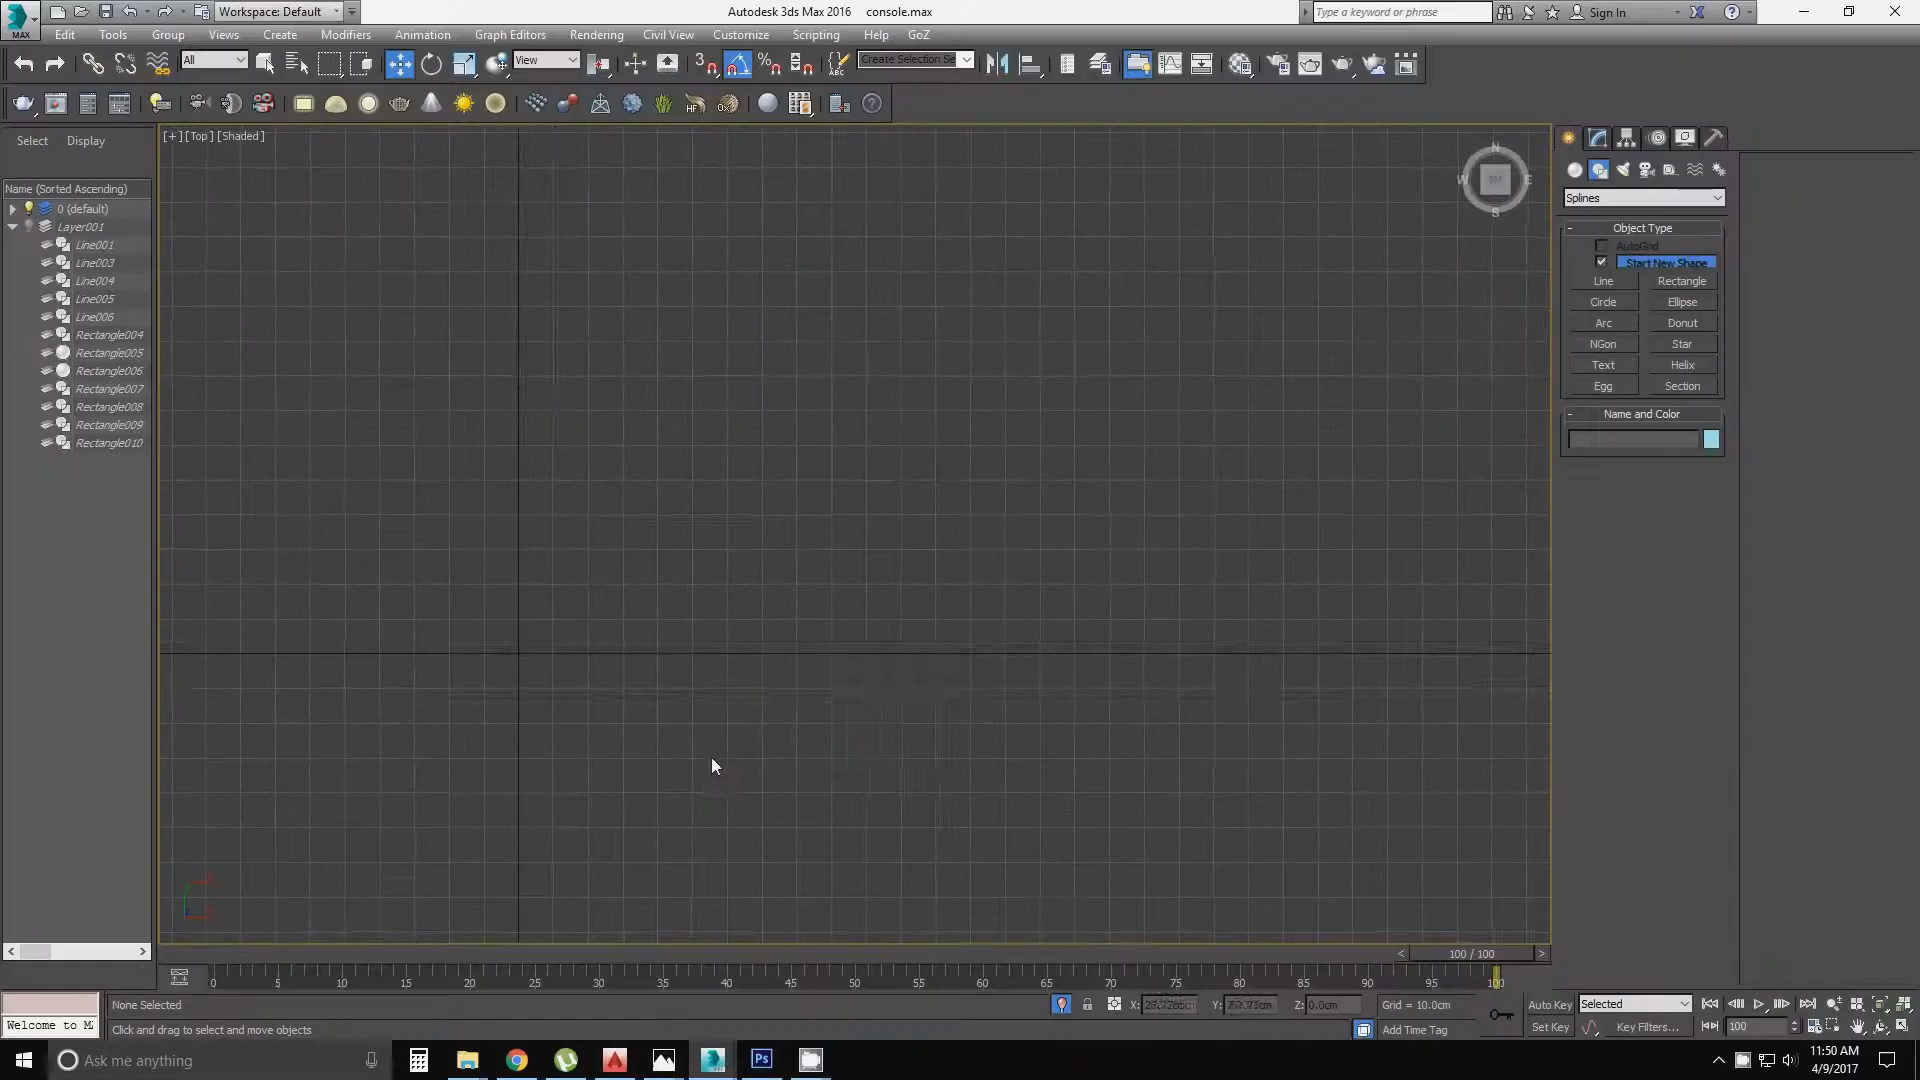 MAX
Workspace: Default
Autodesk 3ds Max 2016 console.max
Type a keyword or phrase
Sign In
Edit Tools Group Views Create Modifiers Animation Graph Editors Rendering Civil View Customize Scripting Help GoZ
All
View
3
ABC
Create Selection Se
HF
Select Display
[+] [Top] [Shaded]
Name (Sorted Ascending)
0 (default)
Layer001
Line001
Line003
Line004
Line005
Line006
Rectangle004
Rectangle005
Rectangle006
Rectangle007
Rectangle008
Rectangle009
Rectangle010
N
W TOP E
S
Splines
- Object Type
AutoGrid
Start New Shape
Line Rectangle
Circle Ellipse
Arc Donut
NGon Star
Text Helix
Egg Section
- Name and Color
< 100 / 100 >
0 5 10 15 20 25 30 35 40 45 50 55 60 65 70 75 80 85 90 95 100
None Selected
X: Y: Z: 0.0cm Grid = 10.0cm
Auto Key Selected
Welcome to M
Click and drag to select and move objects
Add Time Tag
Set Key Key Filters... 100
Ask me anything
Ps
11:50 AM
4/9/2017